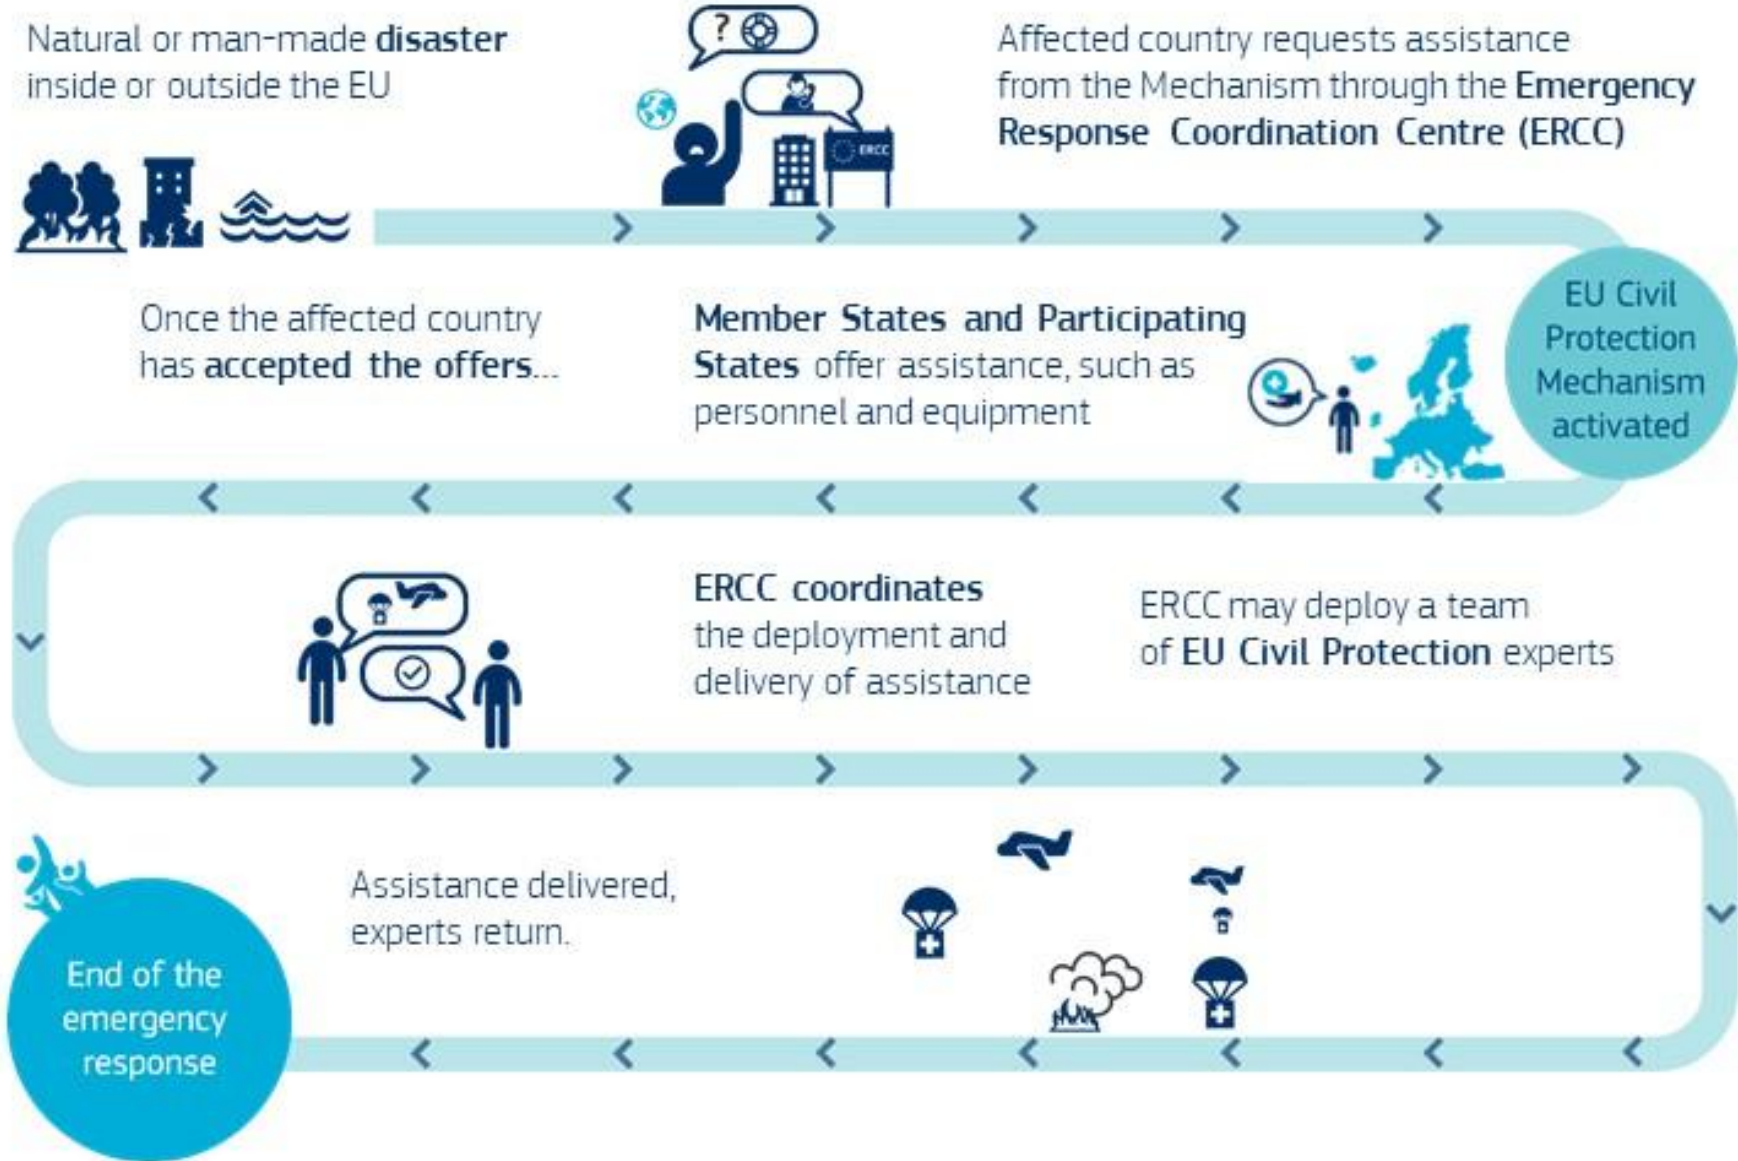 Natural or man-made disaster
inside or outside the EU
?
ERCC
Affected country requests assistance
from the Mechanism through the Emergency
Response Coordination Centre (ERCC)
EU Civil
Protection
Mechanism
activated
Member States and Participating
States offer assistance, such as
personnel and equipment
Once the affected country
has accepted the offers...
ERCC coordinates
the deployment and
delivery of assistance
ERCC may deploy a team
of EU Civil Protection experts
Assistance delivered,
experts return.
End of the
emergency
response